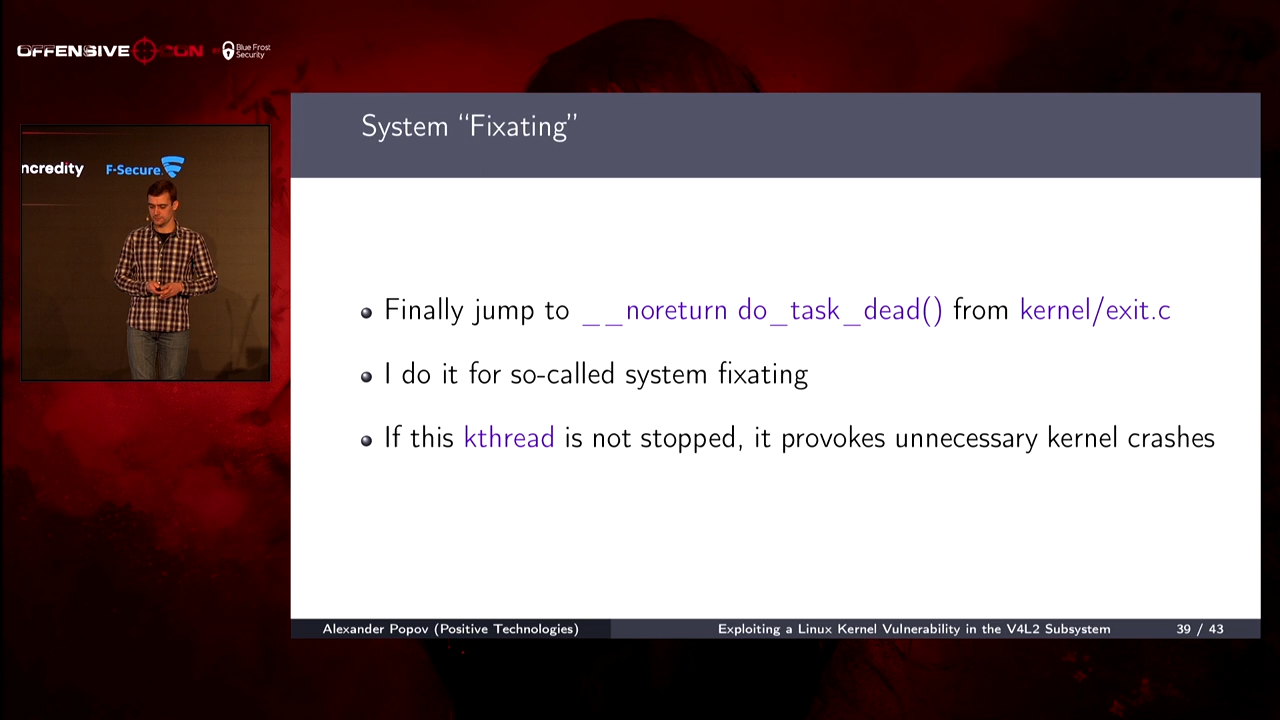 OFFENSIVE CON
Blue Frost Security
ncredity
F-Secure.
System “Fixating”
Finally jump to __noreturn do_task_dead() from kernel/exit.c
I do it for so-called system fixating
If this kthread is not stopped, it provokes unnecessary kernel crashes
Alexander Popov (Positive Technologies)
Exploiting a Linux Kernel Vulnerability in the V4L2 Subsystem
39 / 43